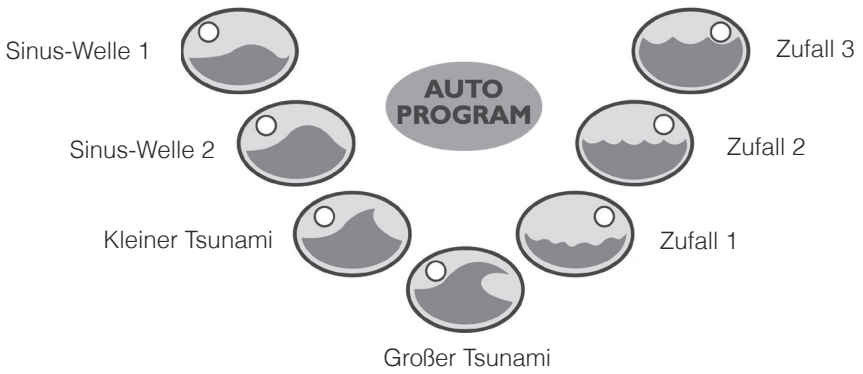 Sinus-Welle 1
Zufall 3
AUTO
PROGRAM
Sinus-Welle 2
Zufall 2
Kleiner Tsunami
Zufall 1
Großer Tsunami